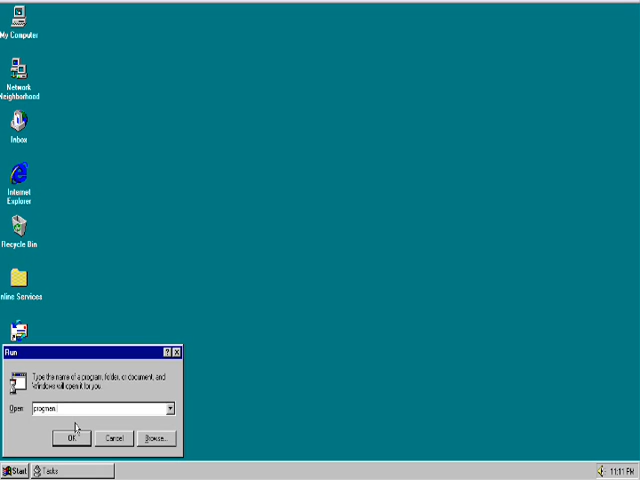 My Computer
Network
Neighborhood
Inbox
Internet
Explorer
Recycle Bin
nline Services
Run
Type the name of a program, folder, or document, and
Windows will open it for you.
Open:
progman.
OK
Cancel
Browse...
Start
Tasks
11:11 PM